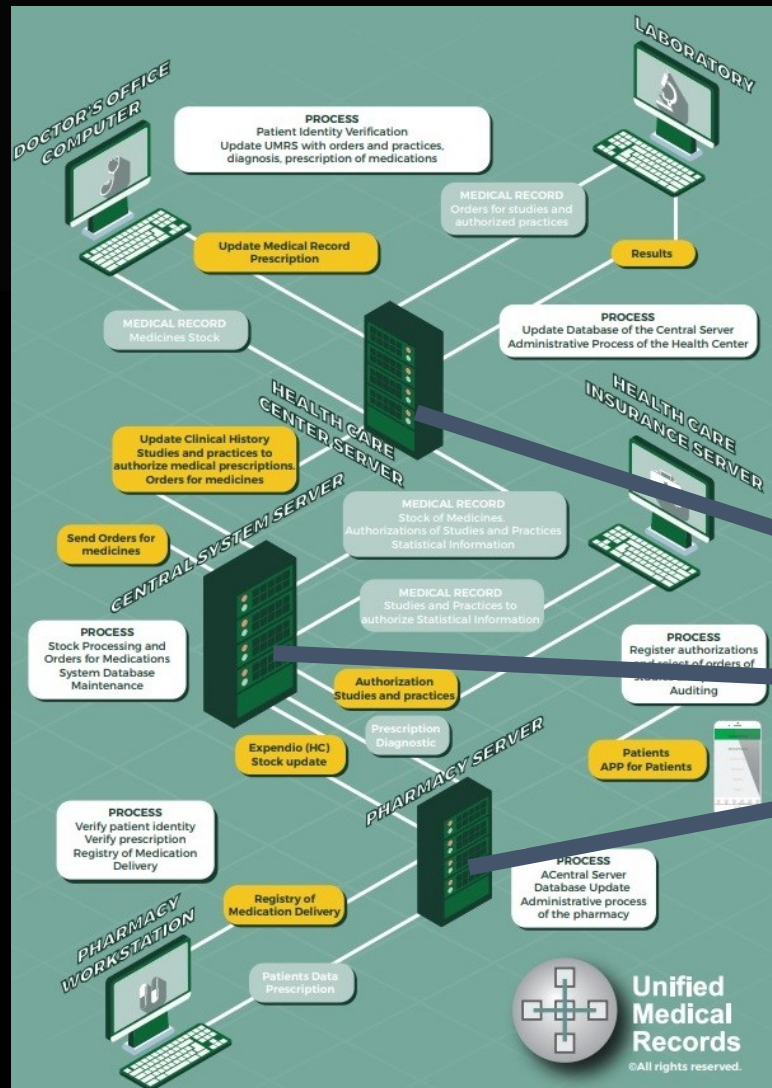 LABORATORY
DOCTOR'S OFFICE
COMPUTER
PROCESS
Patient Identity Verification
Update UMRS with orders and practices,
diagnosis, prescription of medications
MEDICAL RECORD
Orders for studies and
authorized practices
Update Medical Record
Prescription
Results
MEDICAL RECORD
Medicines Stock
PROCESS
Update Database of the Central Server
Administrative Process of the Health Center
HEALTH CARE
CENTER SERVER
HEALTH CARE
INSURANCE SERVER
Update Clinical History
Studies and practices to
authorize medical prescriptions.
Orders for medicines
MEDICAL RECORD
Stock of Medicines.
Authorizations of Studies and Practices
Statistical Information
Send Orders for
medicines
CENTRAL SYSTEM SERVER
MEDICAL RECORD
Studies and Practices to
authorize Statistical Information
PROCESS
Stock Processing and
Orders for Medications
System Database
Maintenance
PROCESS
Register authorizations
and reject of orders of
Auditing
Authorization
Studies and practices
Prescription
Diagnostic
Expendio (HC)
Stock update
PHARMACY SERVER
Patients
APP for Patients
PROCESS
Verify patient identity
Verify prescription
Registry of Medication
Delivery
PROCESS
ACentral Server
Database Update
Administrative process
of the pharmacy
Registry of
Medication Delivery
PHARMACY
WORKSTATION
Patients Data
Prescription
Unified
Medical
Records
©All rights reserved.